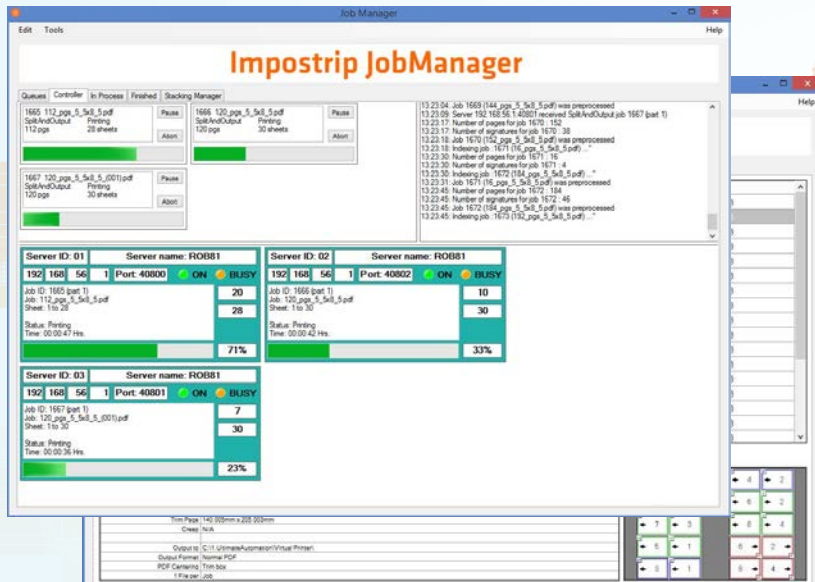 Job Manager
Edit Tools Help
Impostrip JobManager
Queues Controller In Process Finished Stacking Manager
1665 112_pgs_5_5x8_5.pdf Pause
SplitAndOutput Printing
112 pgs 28 sheets Abort
1666 120_pgs_5_5x8_5.pdf Pause
SplitAndOutput Printing
120 pgs 30 sheets Abort
1667 120_pgs_5_5x8_5_(001).pdf Pause
SplitAndOutput Printing
120 pgs 30 sheets Abort
13:23:04: Job 1669 (144_pgs_5_5x8_5.pdf) was preprocessed
13:23:09: Server 192.168.56.1:40801 received SplitAndOutput job 1667 (part 1)
13:23:17: Number of pages for job 1670 : 152
13:23:17: Number of signatures for job 1670 : 38
13:23:18: Job 1670 (152_pgs_5_5x8_5.pdf) was preprocessed
13:23:18: Indexing job :1671 (16_pgs_5_5x8_5.pdf) ..."
13:23:30: Number of pages for job 1671 : 16
13:23:30: Number of signatures for job 1671 : 4
13:23:30: Indexing job :1672 (184_pgs_5_5x8_5.pdf) ..."
13:23:31: Job 1671 (16_pgs_5_5x8_5.pdf) was preprocessed
13:23:45: Number of pages for job 1672 : 184
13:23:45: Number of signatures for job 1672 : 46
13:23:45: Job 1672 (184_pgs_5_5x8_5.pdf) was preprocessed
13:23:45: Indexing job :1673 (192_pgs_5_5x8_5.pdf) ..."
Server ID: 01 Server name: ROB81
192 168 56 1 Port: 40800 ON BUSY
Job ID: 1665 (part 1) 20
Job: 112_pgs_5_5x8_5.pdf
Sheet: 1 to 28 28
Status: Printing
Time: 00:00:47 Hrs.
71%
Server ID: 02 Server name: ROB81
192 168 56 1 Port: 40802 ON BUSY
Job ID: 1666 (part 1) 10
Job: 120_pgs_5_5x8_5.pdf
Sheet: 1 to 30 30
Status: Printing
Time: 00:00:42 Hrs.
33%
Server ID: 03 Server name: ROB81
192 168 56 1 Port: 40801 ON BUSY
Job ID: 1667 (part 1) 7
Job: 120_pgs_5_5x8_5_(001).pdf
Sheet: 1 to 30 30
Status: Printing
Time: 00:00:36 Hrs.
23%
Help
Trim Page 140.005mm x 205.003mm
Creep N/A
Output to C:\1.UltimateAutomation\Virtual Printer\
Output Format Normal PDF
PDF Centering Trim box
1 File per Job
4 2
6 2
7 3 8 4
5 1 6 2
3 1 8 4